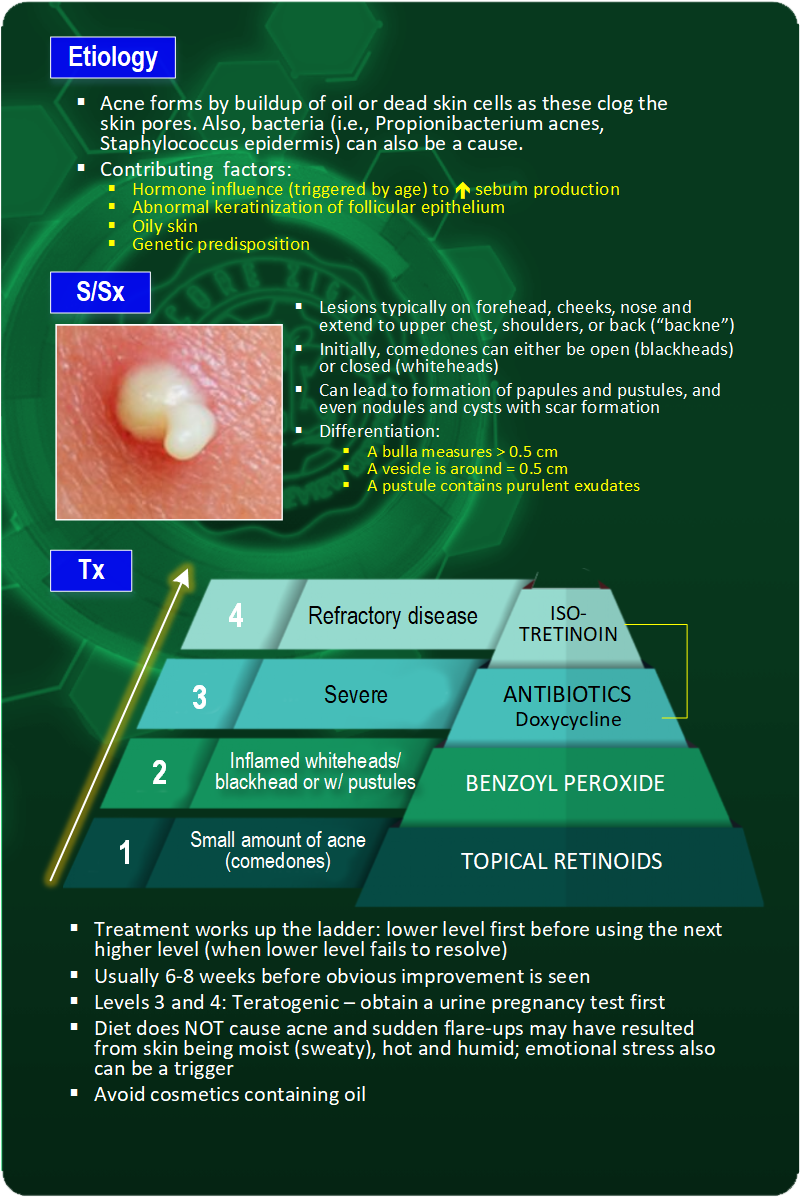 Etiology
▪ Acne forms by buildup of oil or dead skin cells as these clog the
skin pores. Also, bacteria (i.e., Propionibacterium acnes,
Staphylococcus epidermis) can also be a cause.
▪ Contributing factors:
▪ Hormone influence (triggered by age) to ↑ sebum production
▪ Abnormal keratinization of follicular epithelium
▪ Oily skin
▪ Genetic predisposition
S/Sx
▪ Lesions typically on forehead, cheeks, nose and
extend to upper chest, shoulders, or back (“backne”)
▪ Initially, comedones can either be open (blackheads)
or closed (whiteheads)
▪ Can lead to formation of papules and pustules, and
even nodules and cysts with scar formation
▪ Differentiation:
▪ A bulla measures > 0.5 cm
▪ A vesicle is around = 0.5 cm
▪ A pustule contains purulent exudates
Tx
4 Refractory disease
ISO-
TRETINOIN
3 Severe
ANTIBIOTICS
Doxycycline
2 Inflamed whiteheads/
blackhead or w/ pustules
BENZOYL PEROXIDE
1 Small amount of acne
(comedones)
TOPICAL RETINOIDS
▪ Treatment works up the ladder: lower level first before using the next
higher level (when lower level fails to resolve)
▪ Usually 6-8 weeks before obvious improvement is seen
▪ Levels 3 and 4: Teratogenic – obtain a urine pregnancy test first
▪ Diet does NOT cause acne and sudden flare-ups may have resulted
from skin being moist (sweaty), hot and humid; emotional stress also
can be a trigger
▪ Avoid cosmetics containing oil